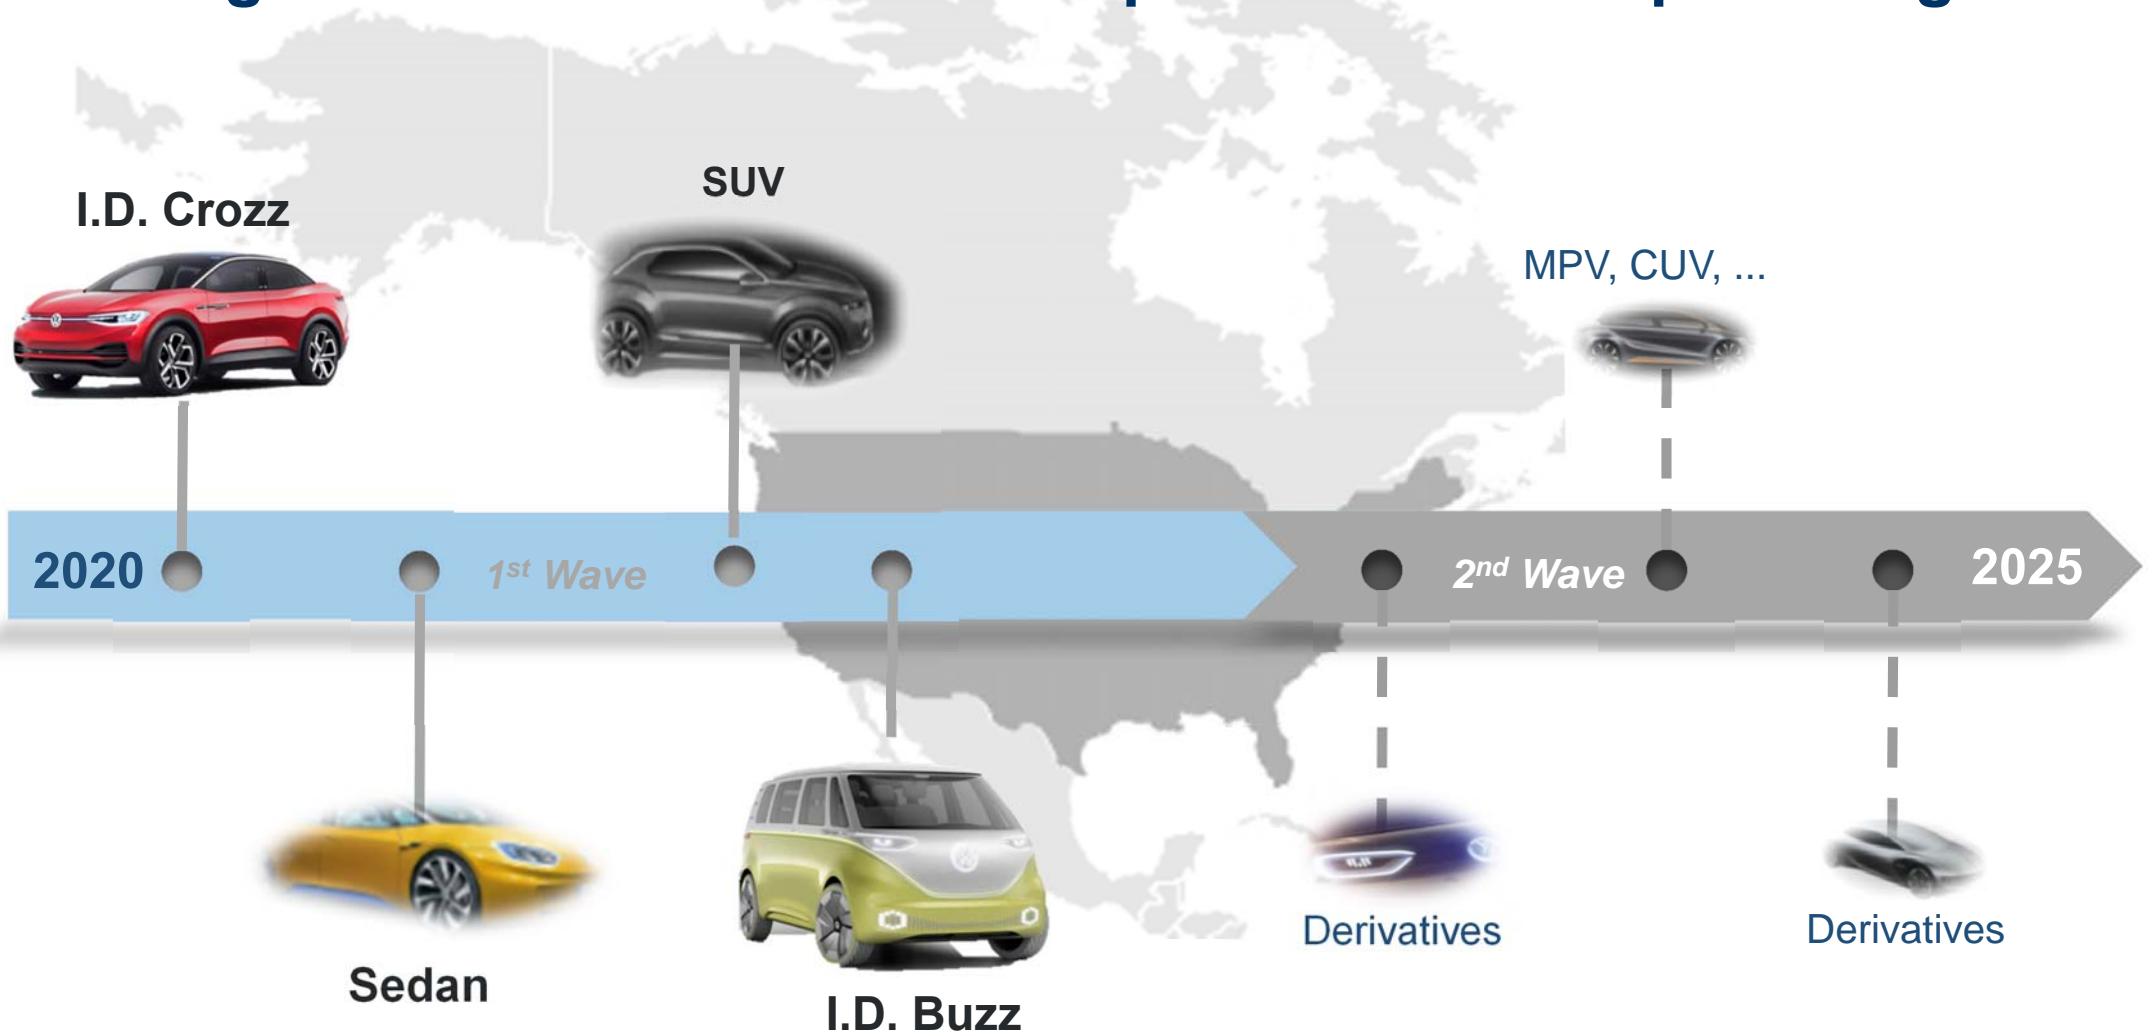 I.D. Crozz
SUV
MPV, CUV, ...
2020
1st Wave
2nd Wave
2025
Sedan
I.D. Buzz
Derivatives
Derivatives